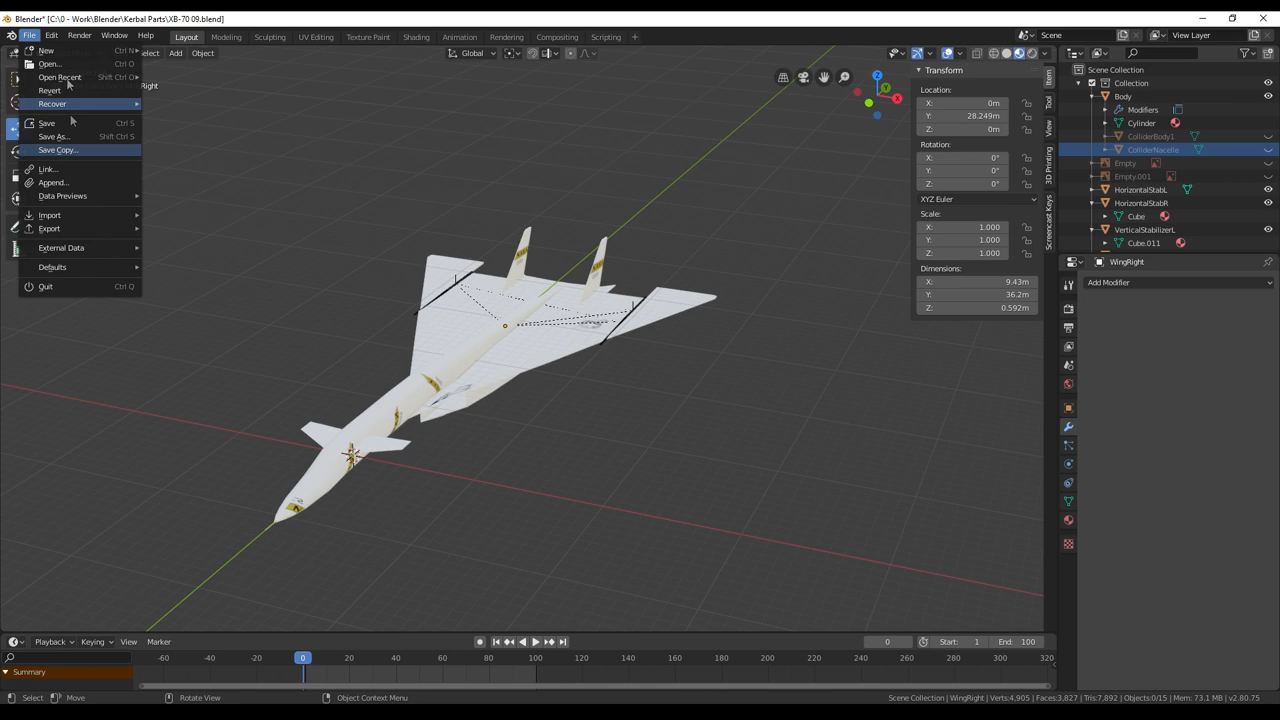 Blender* [C:\0 - Work\Blender\Kerbal Parts\XB-70 09.blend]
File Edit Render Window Help Layout Modeling Sculpting UV Editing Texture Paint Shading Animation Rendering Compositing Scripting Scene View Layer
New Ctrl N
Open... Ctrl O
Open Recent Shift Ctrl O
Revert
Recover
Save Ctrl S
Save As... Shift Ctrl S
Save Copy...
Link...
Append...
Data Previews
Import
Export
External Data
Defaults
Quit Ctrl Q
Select Add Object Global
Right
Transform
Location:
X: 0m
Y: 28.249m
Z: 0m
Rotation:
X: 0°
Y: 0°
Z: 0°
XYZ Euler
Scale:
X: 1.000
Y: 1.000
Z: 1.000
Dimensions:
X: 9.43m
Y: 36.2m
Z: 0.592m
Item
Tool
View
3D Printing
Screencast Keys
Z
Y
X
Scene Collection
Collection
Body
Modifiers
Cylinder
ColliderBody1
ColliderNacelle
Empty
Empty.001
HorizontalStabL
HorizontalStabR
Cube
VerticalStabilizerL
Cube.011
WingRight
Add Modifier
Playback Keying View Marker 0 Start: 1 End: 100
-60 -40 -20 0 20 40 60 80 100 120 140 160 180 200 220 240 260 280 300 320
Summary
Select Move Rotate View Object Context Menu Scene Collection | WingRight | Verts:4,905 | Faces:3,827 | Tris:7,892 | Objects:0/15 | Mem: 73.1 MB | v2.80.75